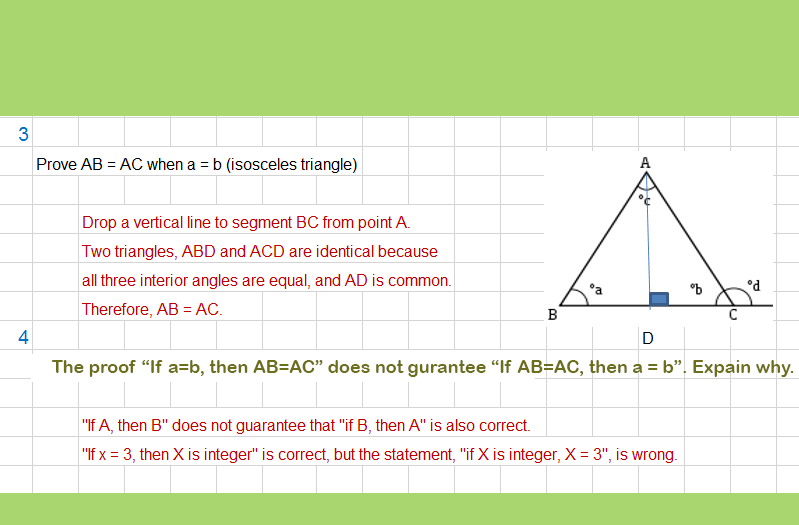 3
Prove AB = AC when a = b (isosceles triangle)
Drop a vertical line to segment BC from point A.
Two triangles, ABD and ACD are identical because
all three interior angles are equal, and AD is common.
Therefore, AB = AC.
A
°c
°a
°b
°d
B
C
D
4
The proof “If a=b, then AB=AC” does not gurantee “If AB=AC, then a = b”. Expain why.
"If A, then B" does not guarantee that "if B, then A" is also correct.
"If x = 3, then X is integer" is correct, but the statement, "if X is integer, X = 3", is wrong.